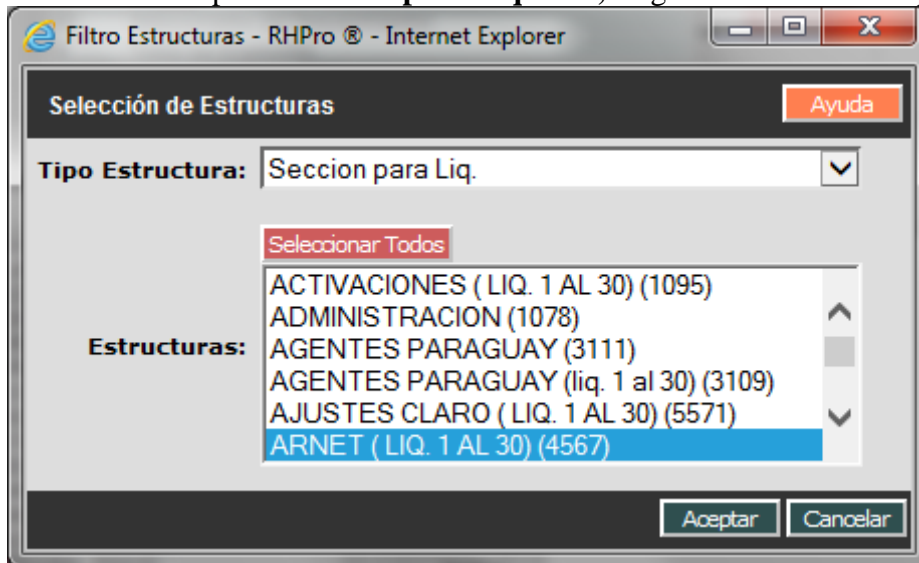 Filtro Estructuras - RHPro ® - Internet Explorer
Selección de Estructuras
Ayuda
Tipo Estructura: Seccion para Liq.
Seleccionar Todos
Estructuras:
ACTIVACIONES ( LIQ. 1 AL 30) (1095)
ADMINISTRACION (1078)
AGENTES PARAGUAY (3111)
AGENTES PARAGUAY (liq. 1 al 30) (3109)
AJUSTES CLARO ( LIQ. 1 AL 30) (5571)
ARNET ( LIQ. 1 AL 30) (4567)
Aceptar
Cancelar